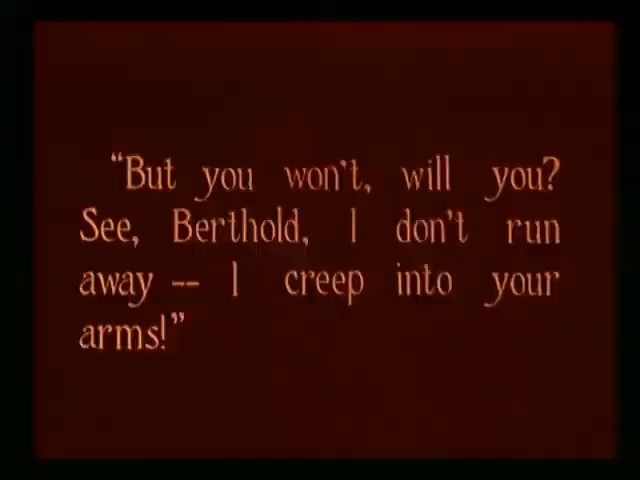 “But you won't, will you?
See, Berthold, I don't run
away -- I creep into your
arms!”